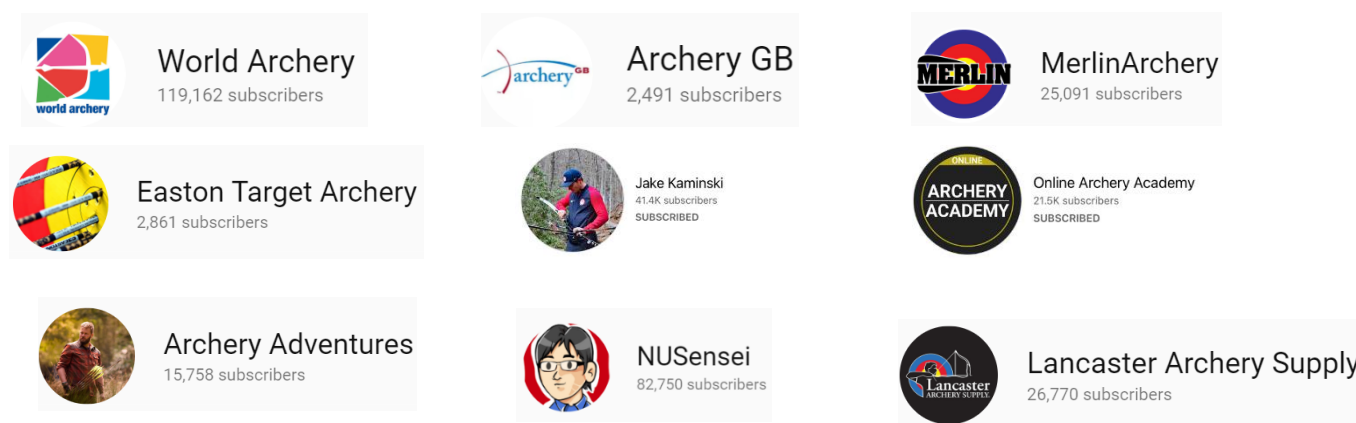 world archery
World Archery
119,162 subscribers
archery GB
Archery GB
2,491 subscribers
MERLIN
MerlinArchery
25,091 subscribers
Easton Target Archery
2,861 subscribers
Jake Kaminski
41.4K subscribers
SUBSCRIBED
ONLINE
ARCHERY
ACADEMY
Online Archery Academy
21.5K subscribers
SUBSCRIBED
Archery Adventures
15,758 subscribers
NUSensei
82,750 subscribers
Lancaster
ARCHERY SUPPLY.
Lancaster Archery Supply
26,770 subscribers